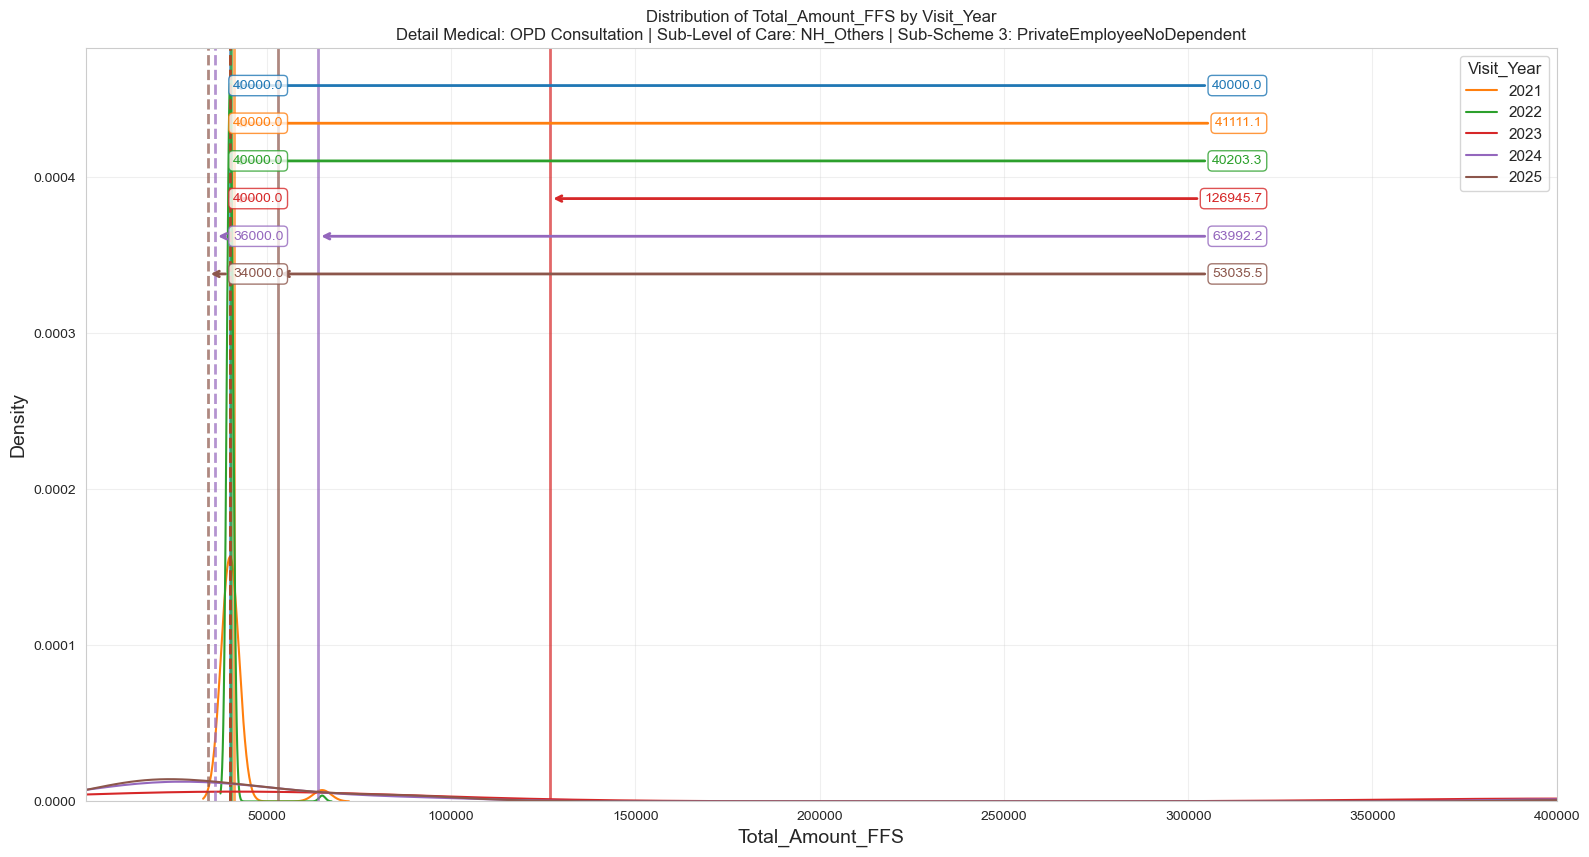 Distribution of Total_Amount_FFS by Visit_Year
Detail Medical: OPD Consultation | Sub-Level of Care: NH_Others | Sub-Scheme 3: PrivateEmployeeNoDependent
Visit_Year
2021
2022
2023
2024
2025
40000.0 40000.0
40000.0 41111.1
40000.0 40203.3
40000.0 126945.7
36000.0 63992.2
34000.0 53035.5
Density
0.0004
0.0003
0.0002
0.0001
0.0000
50000 100000 150000 200000 250000 300000 350000 400000
Total_Amount_FFS